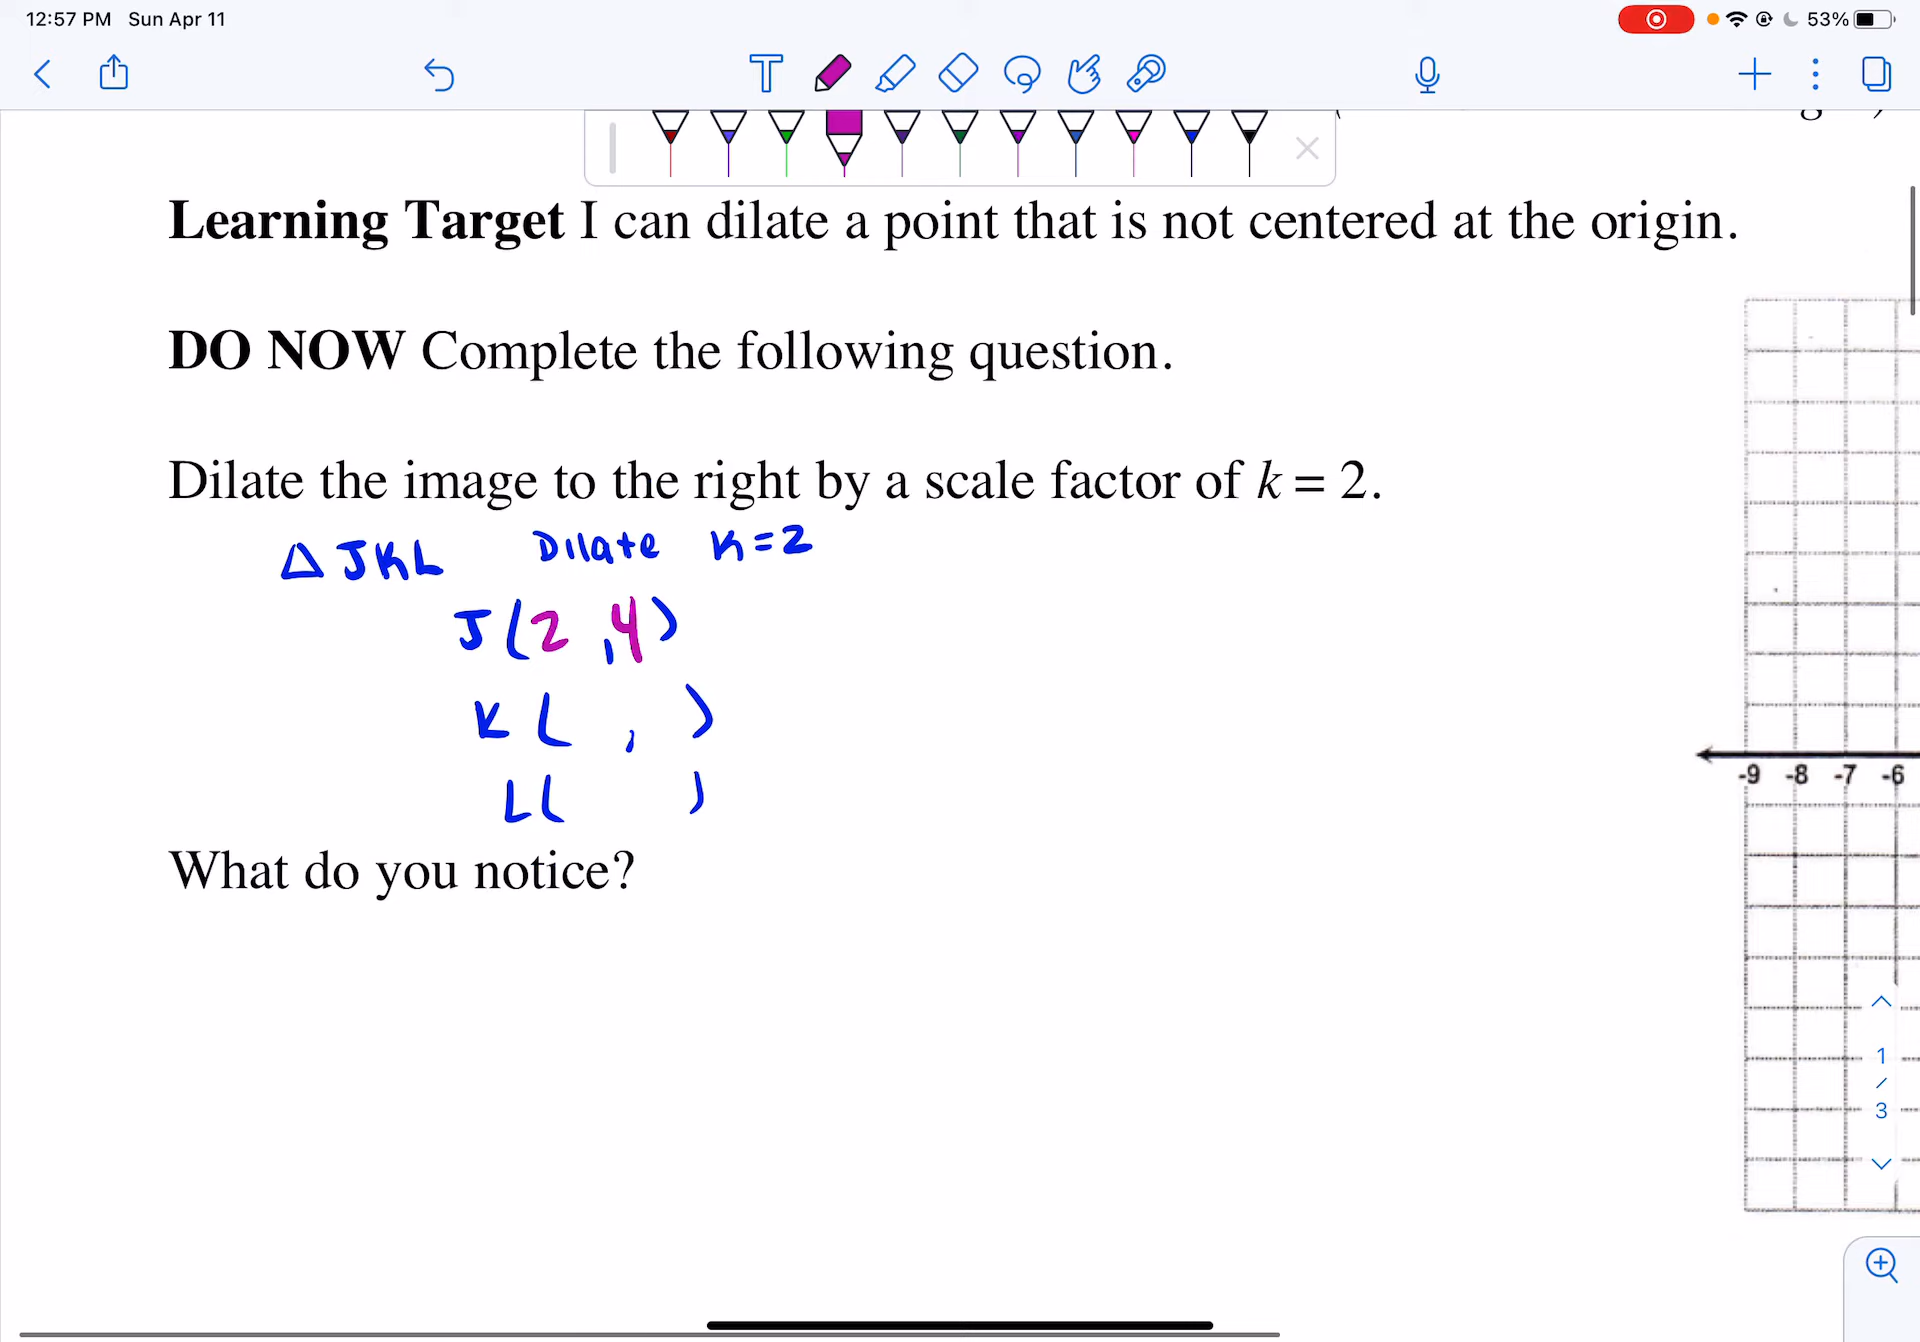 12:57 PM Sun Apr 11
53%
Learning Target I can dilate a point that is not centered at the origin.
DO NOW Complete the following question.
Dilate the image to the right by a scale factor of k = 2.
△ JKL Dilate K=2
J(2 ,4)
K( , )
L( )
What do you notice?
-9 -8 -7 -6
1
/
3